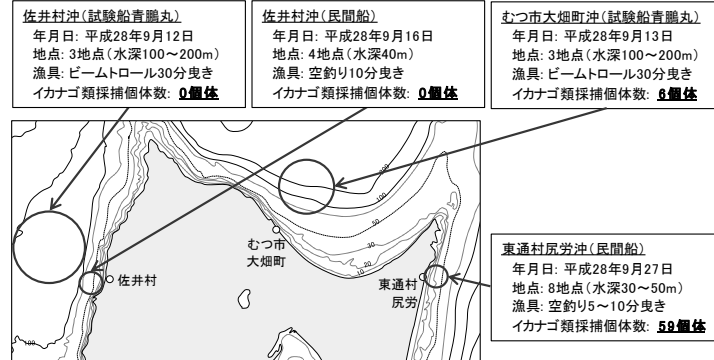 佐井村沖(試験船青鵬丸)
年月日: 平成28年9月12日
地点: 3地点(水深100～200m)
漁具: ビームトロール30分曳き
イカナゴ類採捕個体数: 0個体
佐井村沖(民間船)
年月日: 平成28年9月16日
地点: 4地点(水深40m)
漁具: 空釣り10分曳き
イカナゴ類採捕個体数: 0個体
むつ市大畑町沖(試験船青鵬丸)
年月日: 平成28年9月13日
地点: 3地点(水深100～200m)
漁具: ビームトロール30分曳き
イカナゴ類採捕個体数: 6個体
むつ市
大畑町
佐井村
東通村
尻労
東通村尻労沖(民間船)
年月日: 平成28年9月27日
地点: 8地点(水深30～50m)
漁具: 空釣り5～10分曳き
イカナゴ類採捕個体数: 59個体
100
50
30
20
10